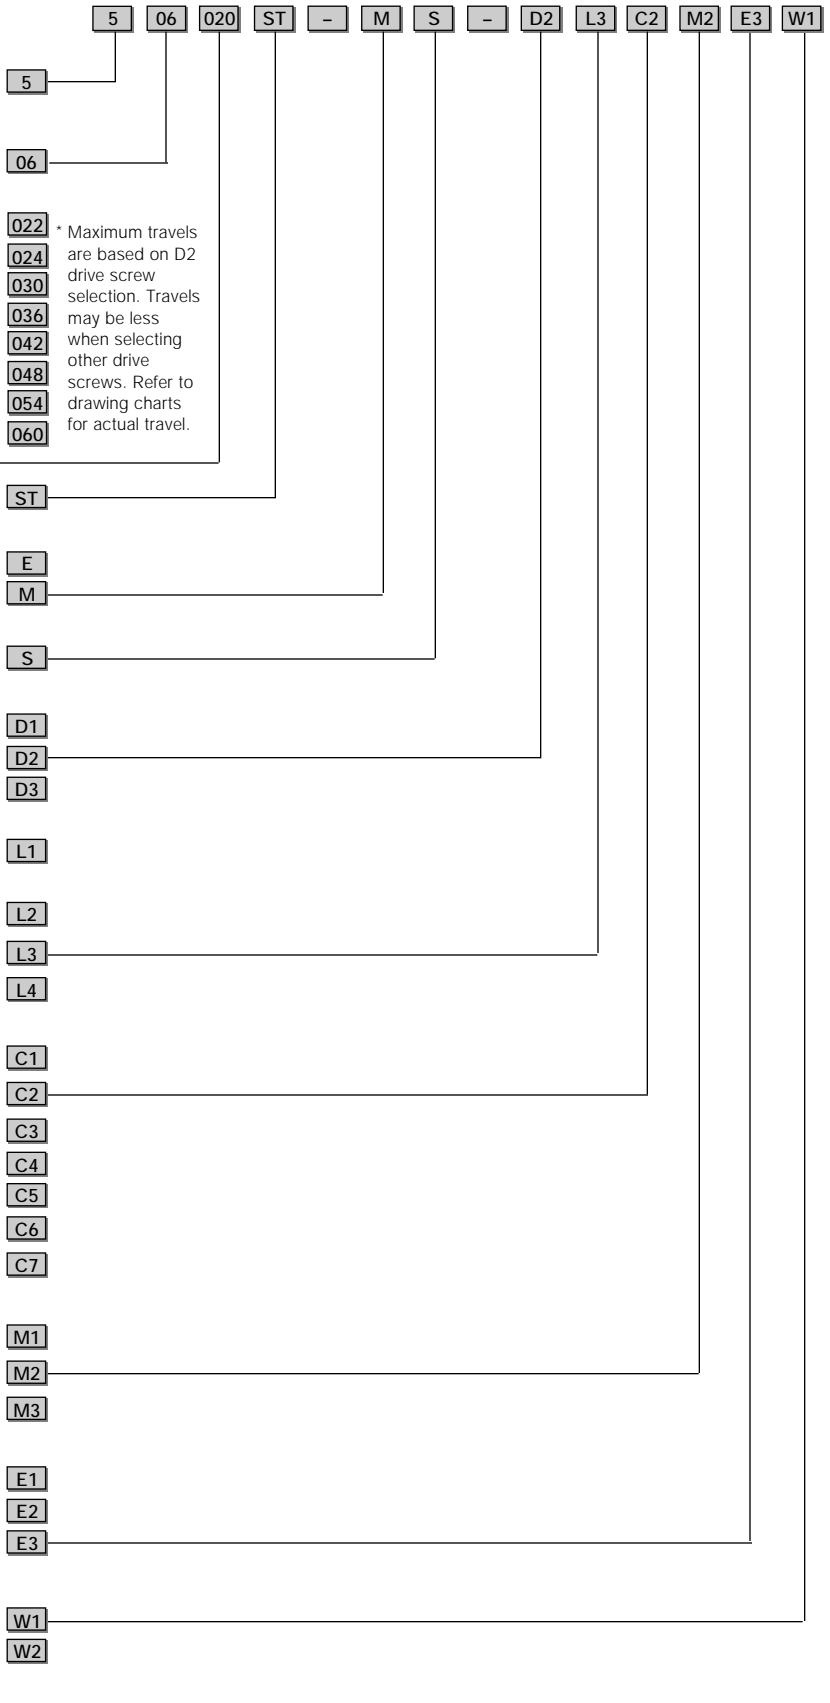 5 06 020 ST – M S – D2 L3 C2 M2 E3 W1
5
06
022
024
030
036
042
048
054
060
* Maximum travels
are based on D2
drive screw
selection. Travels
may be less
when selecting
other drive
screws. Refer to
drawing charts
for actual travel.
ST
E
M
S
D1
D2
D3
L1
L2
L3
L4
C1
C2
C3
C4
C5
C6
C7
M1
M2
M3
E1
E2
E3
W1
W2